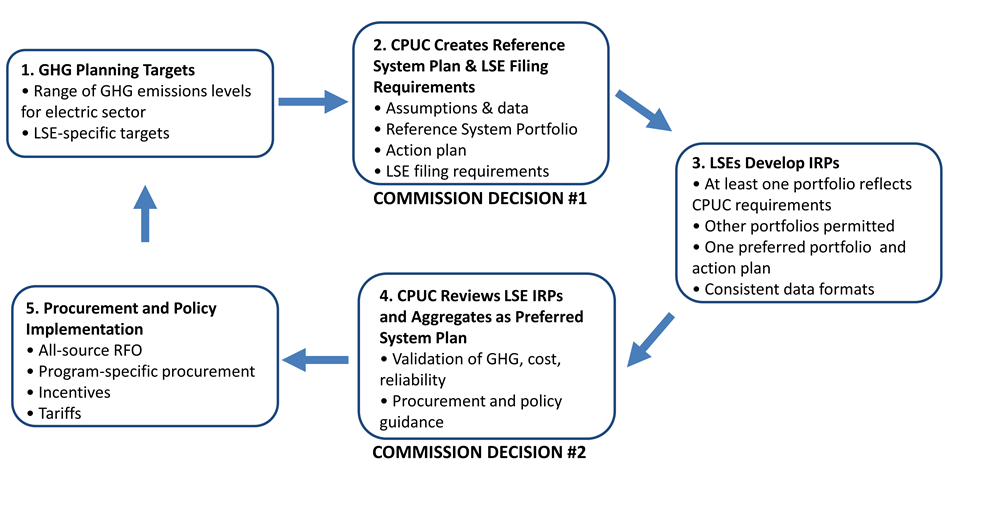 1. GHG Planning Targets
• Range of GHG emissions levels
for electric sector
• LSE-specific targets
2. CPUC Creates Reference
System Plan & LSE Filing
Requirements
• Assumptions & data
• Reference System Portfolio
• Action plan
• LSE filing requirements
COMMISSION DECISION #1
3. LSEs Develop IRPs
• At least one portfolio reflects
CPUC requirements
• Other portfolios permitted
• One preferred portfolio and
action plan
• Consistent data formats
4. CPUC Reviews LSE IRPs
and Aggregates as Preferred
System Plan
• Validation of GHG, cost,
reliability
• Procurement and policy
guidance
COMMISSION DECISION #2
5. Procurement and Policy
Implementation
• All-source RFO
• Program-specific procurement
• Incentives
• Tariffs